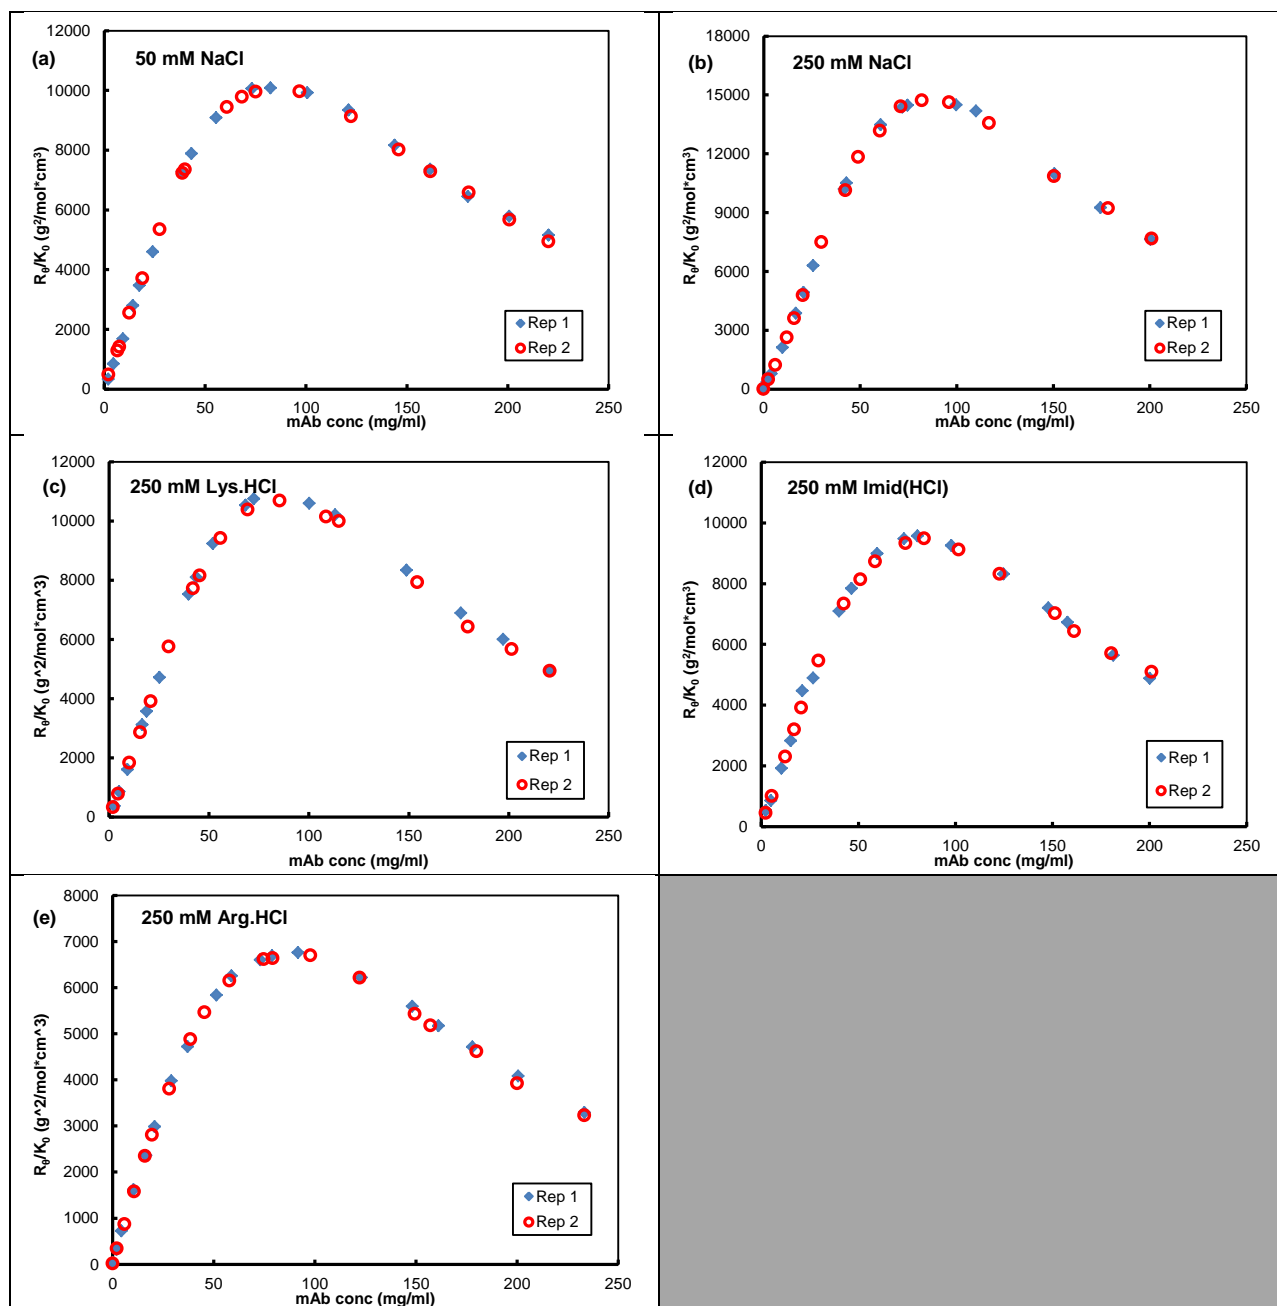 (a)
50 mM NaCl
12000
10000
8000
6000
4000
2000
0
0 50 100 150 200 250
R₀/K₀ (g²/mol*cm³)
mAb conc (mg/ml)
Rep 1
Rep 2
(b)
250 mM NaCl
18000
15000
12000
9000
6000
3000
0
0 50 100 150 200 250
Rθ/K₀ (g²/mol*cm³)
mAb conc (mg/ml)
Rep 1
Rep 2
(c)
250 mM Lys.HCl
12000
10000
8000
6000
4000
2000
0
0 50 100 150 200 250
Rθ/K₀ (g^2/mol*cm^3)
mAb conc (mg/ml)
Rep 1
Rep 2
(d)
250 mM Imid(HCl)
12000
10000
8000
6000
4000
2000
0
0 50 100 150 200 250
Rθ/K₀ (g²/mol*cm³)
mAb conc (mg/ml)
Rep 1
Rep 2
(e)
250 mM Arg.HCl
8000
7000
6000
5000
4000
3000
2000
1000
0
0 50 100 150 200 250
Rθ/K₀ (g^2/mol*cm^3)
mAb conc (mg/ml)
Rep 1
Rep 2